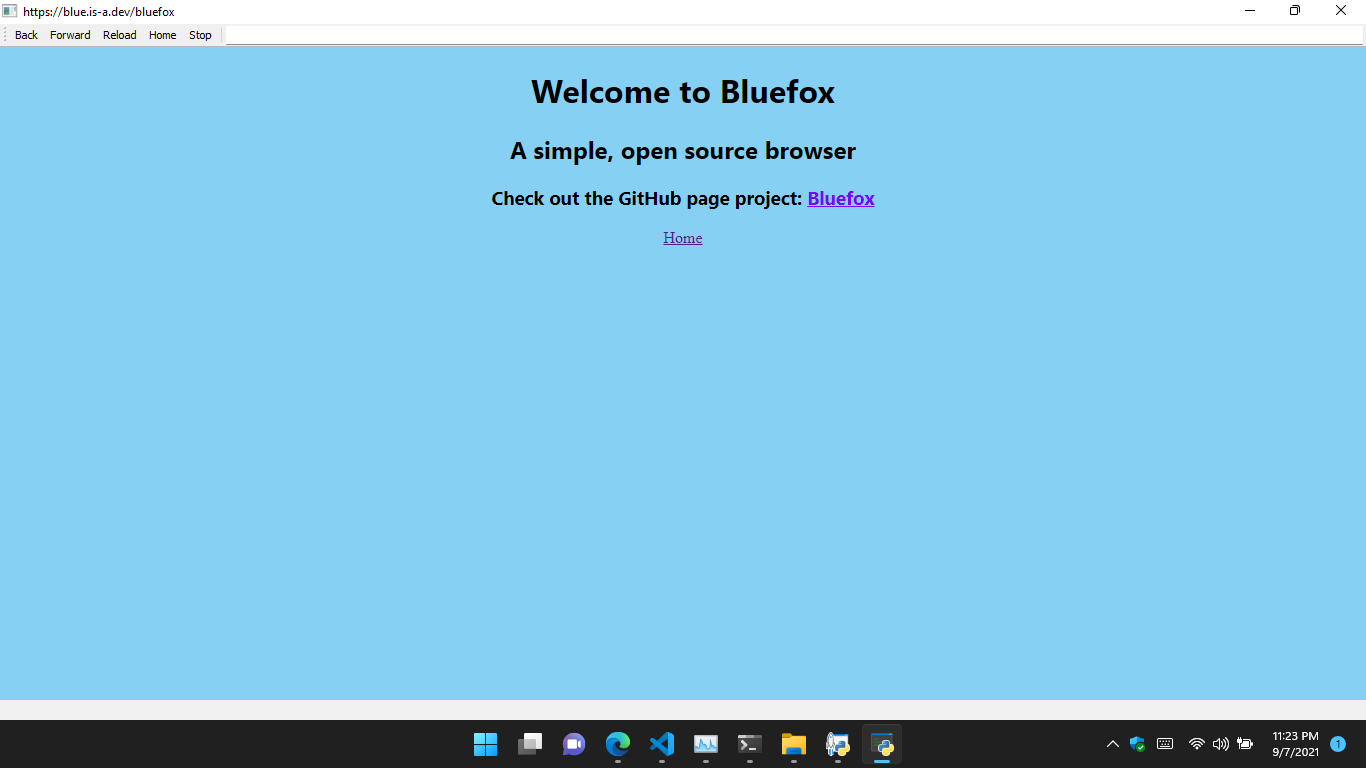 https://blue.is-a.dev/bluefox
Back Forward Reload Home Stop
Welcome to Bluefox
A simple, open source browser
Check out the GitHub page project: Bluefox
Home
11:23 PM
9/7/2021
1